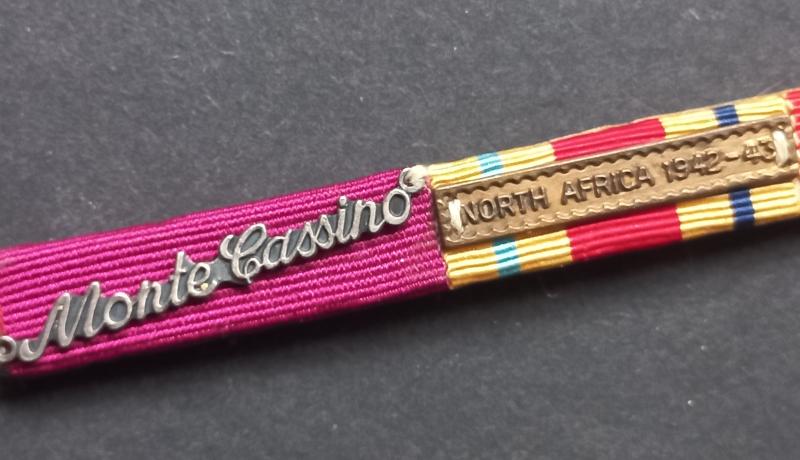 Monte Cassino
NORTH AFRICA 1942-43